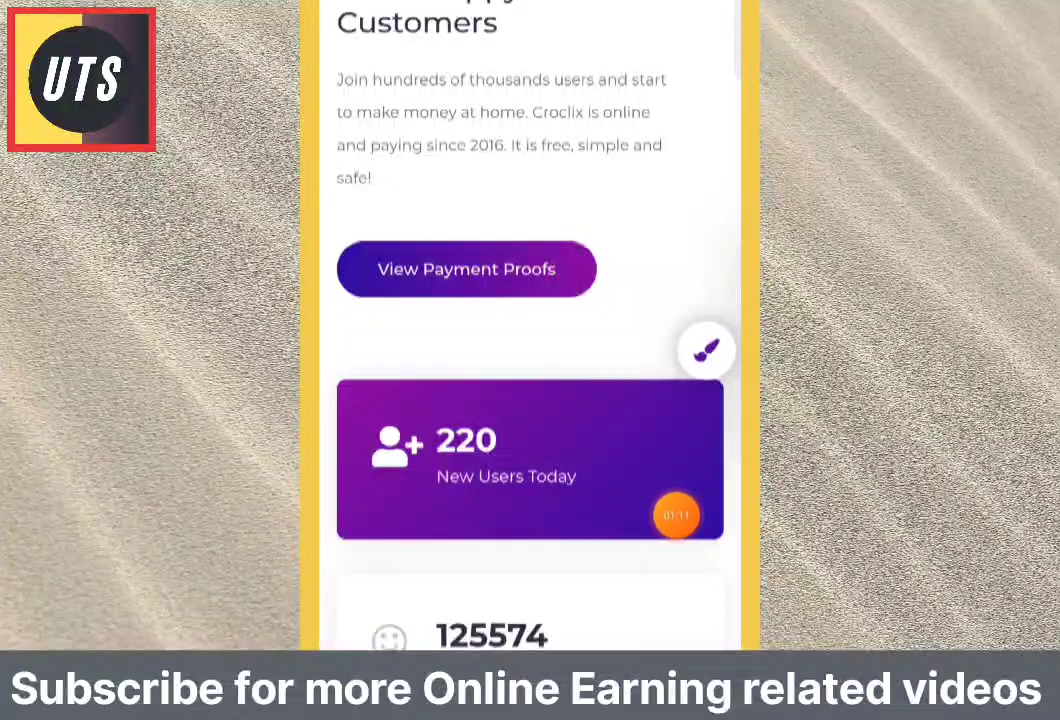 UTS
Customers
Join hundreds of thousands users and start
to make money at home. Croclix is online
and paying since 2016. It is free, simple and
safe!
View Payment Proofs
220
New Users Today
01:11
125574
Subscribe for more Online Earning related videos